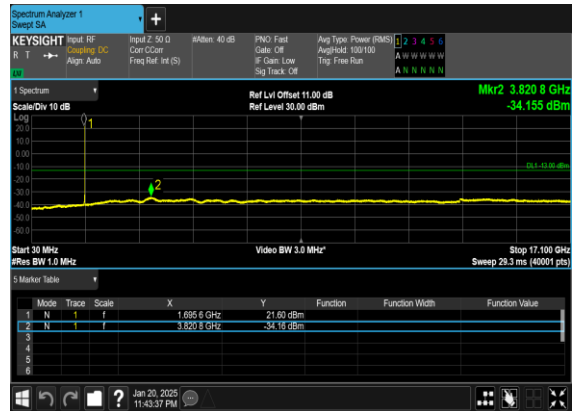 Spectrum Analyzer 1
Swept SA
KEYSIGHT Input: RF Input Z: 50 Ω #Atten: 40 dB PNO: Fast Avg Type: Power (RMS) 1 2 3 4 5 6
R T Coupling: DC Corr CCorr Gate: Off Avg|Hold: 100/100 A W W W W W
Align: Auto Freq Ref: Int (S) IF Gain: Low Trig: Free Run
Sig Track: Off A N N N N N
1 Spectrum Ref Lvl Offset 11.00 dB Mkr2 3.820 8 GHz
Scale/Div 10 dB Ref Level 30.00 dBm -34.155 dBm
Log 1
20.0
10.0
0.00
-10.0 DL1 -13.00 dBm
-20.0
-30.0 2
-40.0
-50.0
-60.0
Start 30 MHz Video BW 3.0 MHz* Stop 17.100 GHz
#Res BW 1.0 MHz Sweep 29.3 ms (40001 pts)
5 Marker Table
Mode Trace Scale X Y Function Function Width Function Value
1 N 1 f 1.695 6 GHz 21.60 dBm
2 N 1 f 3.820 8 GHz -34.16 dBm
3
4
5
6
? Jan 20, 2025
11:43:37 PM